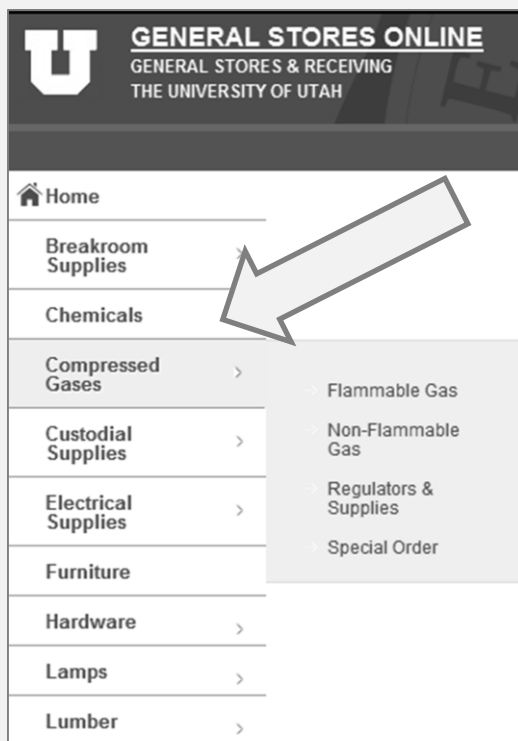 U
GENERAL STORES ONLINE
GENERAL STORES & RECEIVING
THE UNIVERSITY OF UTAH
Home
Breakroom
Supplies
Chemicals
Compressed
Gases
Flammable Gas
Non-Flammable
Gas
Regulators &
Supplies
Special Order
Custodial
Supplies
Electrical
Supplies
Furniture
Hardware
Lamps
Lumber